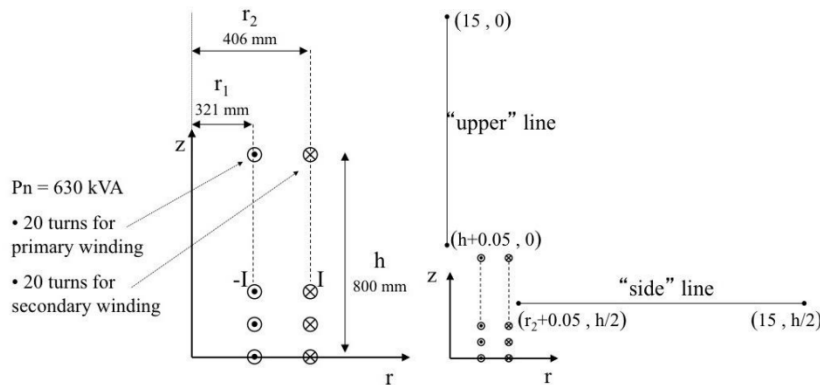 r2
406 mm
r1
321 mm
z
Pn = 630 kVA
• 20 turns for
primary winding
• 20 turns for
secondary winding
-I
I
h
800 mm
r
(15 , 0)
“upper” line
(h+0.05 , 0)
z
“side” line
(r2+0.05 , h/2)
(15 , h/2)
r